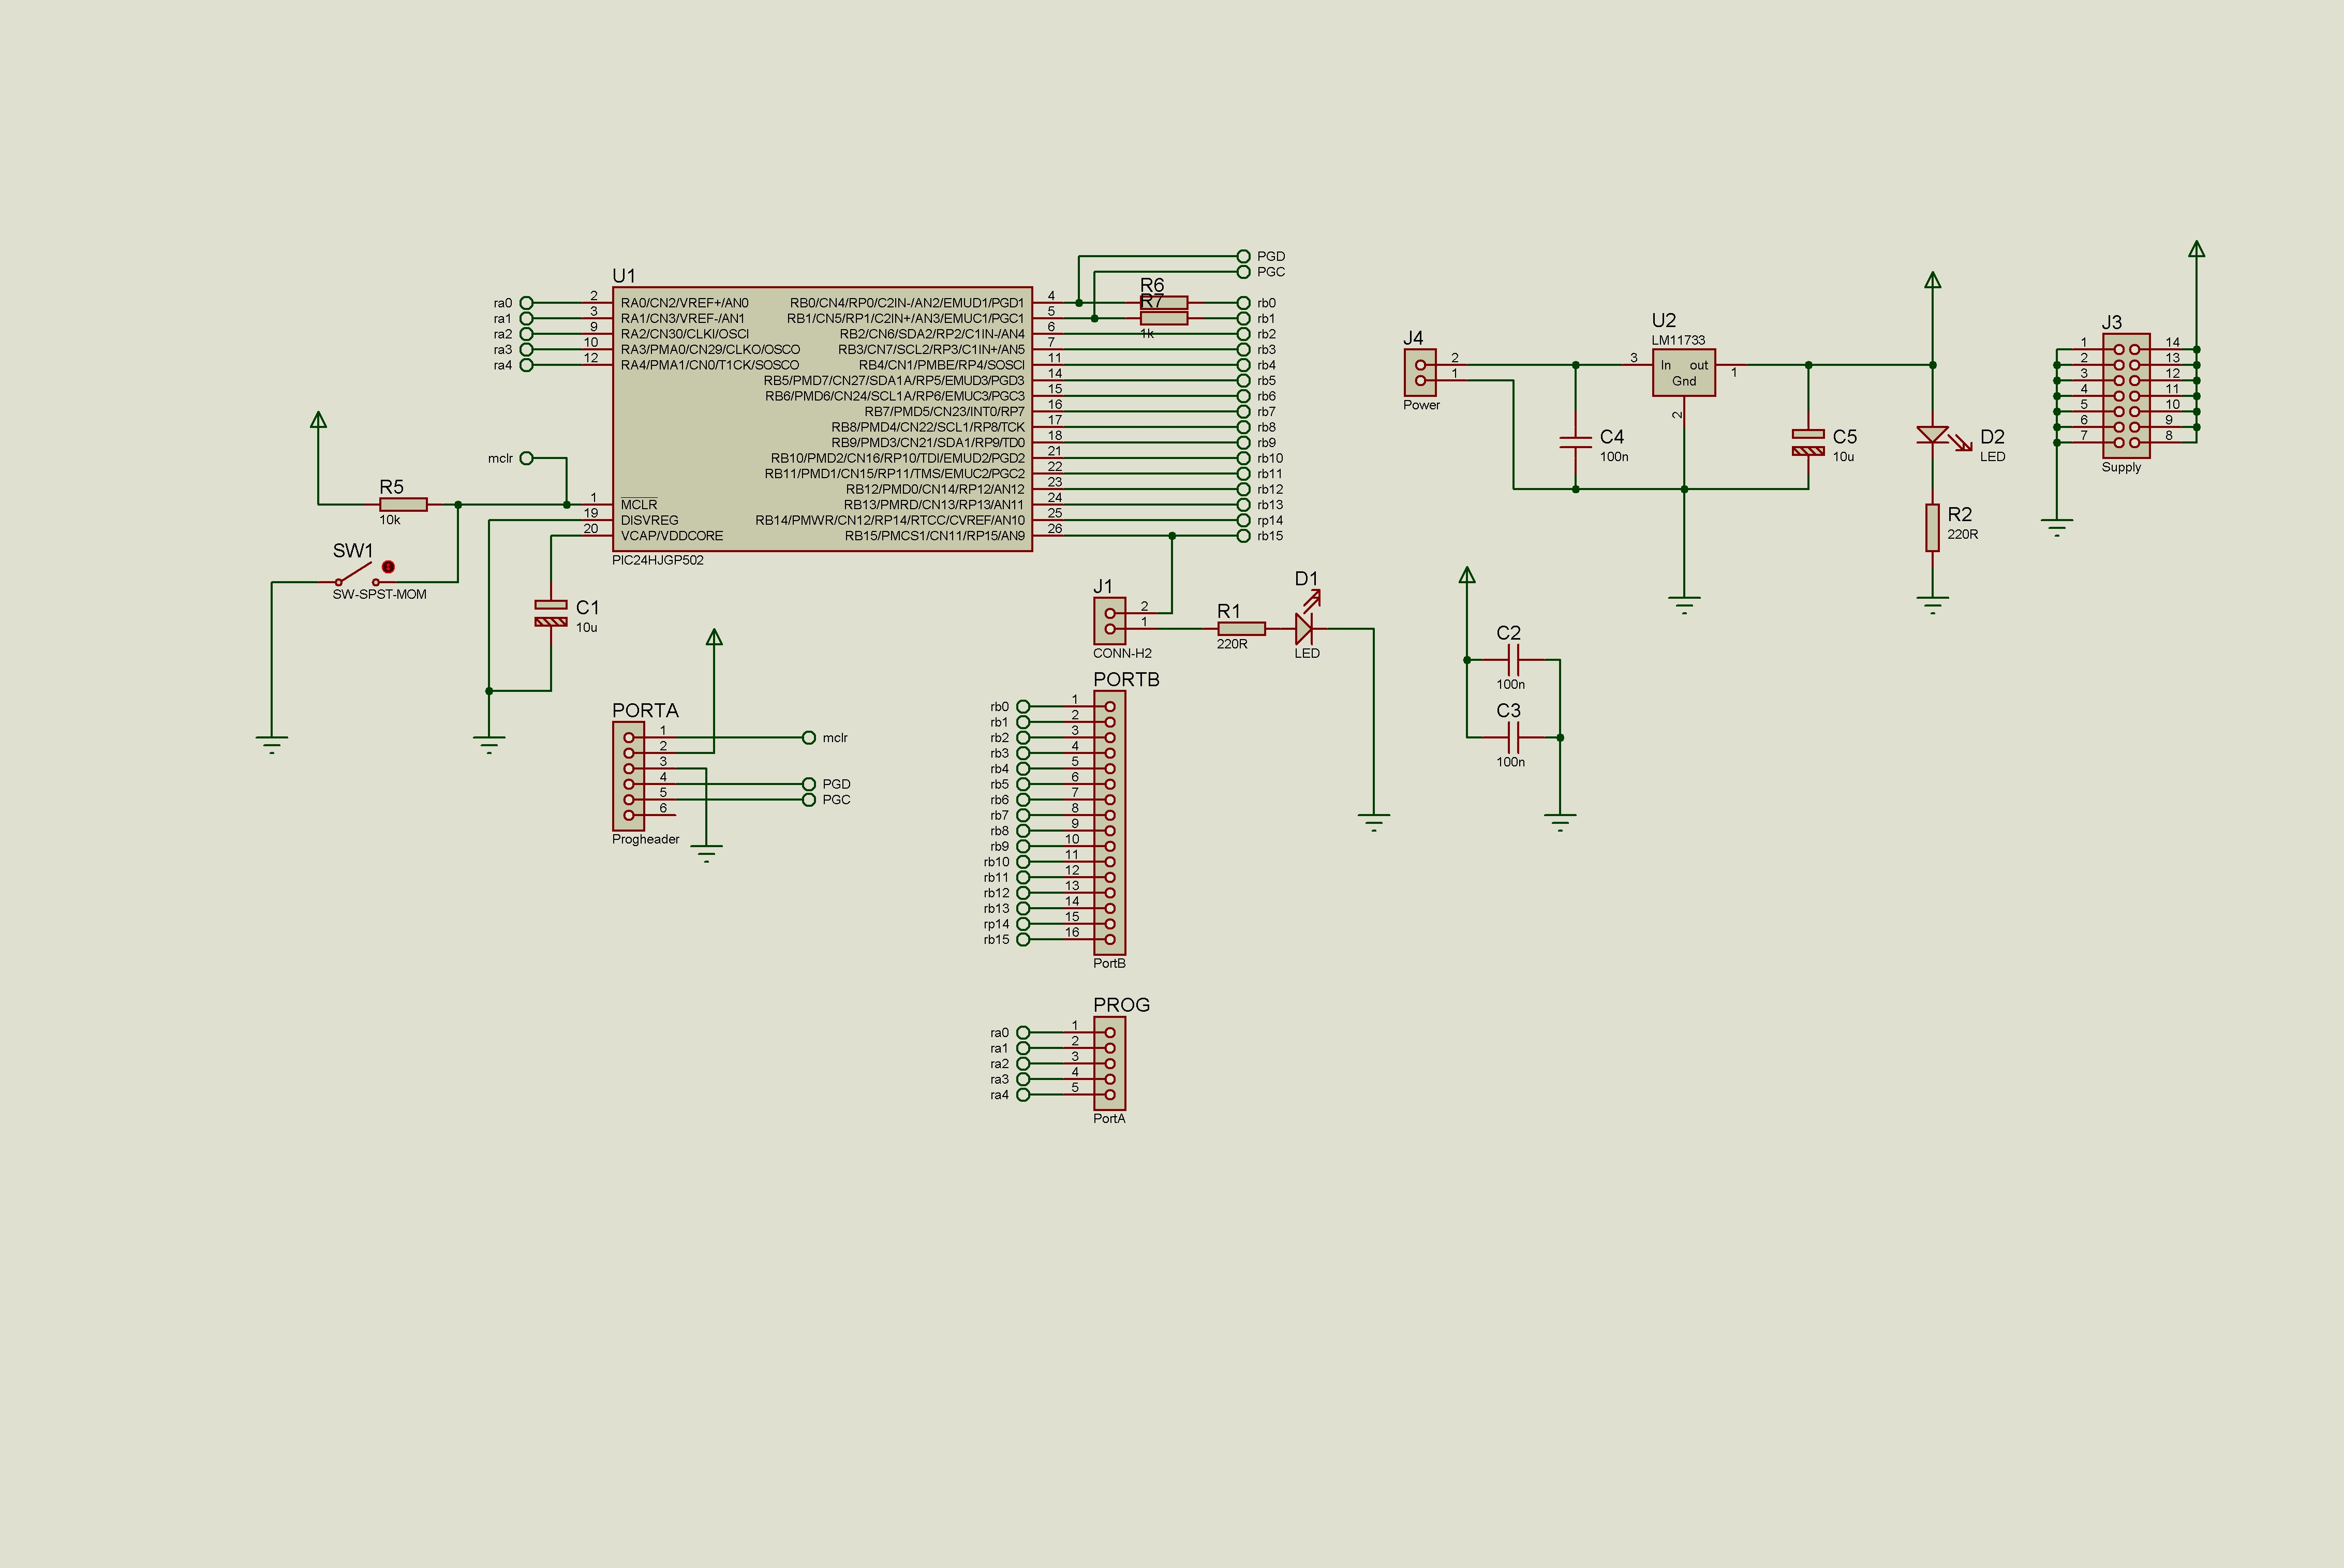 U1
ra0 2 RA0/CN2/VREF+/AN0 RB0/CN4/RP0/C2IN-/AN2/EMUD1/PGD1 4 rb0
ra1 3 RA1/CN3/VREF-/AN1 RB1/CN5/RP1/C2IN+/AN3/EMUC1/PGC1 5 rb1
ra2 9 RA2/CN30/CLKI/OSCI RB2/CN6/SDA2/RP2/C1IN-/AN4 6 rb2
ra3 10 RA3/PMA0/CN29/CLKO/OSCO RB3/CN7/SCL2/RP3/C1IN+/AN5 7 rb3
ra4 12 RA4/PMA1/CN0/T1CK/SOSCO RB4/CN1/PMBE/RP4/SOSCI 11 rb4
RB5/PMD7/CN27/SDA1A/RP5/EMUD3/PGD3 14 rb5
RB6/PMD6/CN24/SCL1A/RP6/EMUC3/PGC3 15 rb6
RB7/PMD5/CN23/INT0/RP7 16 rb7
RB8/PMD4/CN22/SCL1/RP8/TCK 17 rb8
RB9/PMD3/CN21/SDA1/RP9/TD0 18 rb9
mclr RB10/PMD2/CN16/RP10/TDI/EMUD2/PGD2 21 rb10
RB11/PMD1/CN15/RP11/TMS/EMUC2/PGC2 22 rb11
RB12/PMD0/CN14/RP12/AN12 23 rb12
1 MCLR RB13/PMRD/CN13/RP13/AN11 24 rb13
19 DISVREG RB14/PMWR/CN12/RP14/RTCC/CVREF/AN10 25 rp14
20 VCAP/VDDCORE RB15/PMCS1/CN11/RP15/AN9 26 rb15
PIC24HJGP502
PGD
PGC
R6
R7
1k
R5
10k
SW1
SW-SPST-MOM
C1
10u
J1
2
1
CONN-H2
R1
220R
D1
LED
PORTA
1 mclr
2
3
4 PGD
5 PGC
6
Progheader
PORTB
rb0 1
rb1 2
rb2 3
rb3 4
rb4 5
rb5 6
rb6 7
rb7 8
rb8 9
rb9 10
rb10 11
rb11 12
rb12 13
rb13 14
rp14 15
rb15 16
PortB
PROG
ra0 1
ra1 2
ra2 3
ra3 4
ra4 5
PortA
J4
2
1
Power
U2
LM11733
3 In out 1
Gnd
2
C4
100n
C5
10u
D2
LED
R2
220R
C2
100n
C3
100n
J3
1 14
2 13
3 12
4 11
5 10
6 9
7 8
Supply